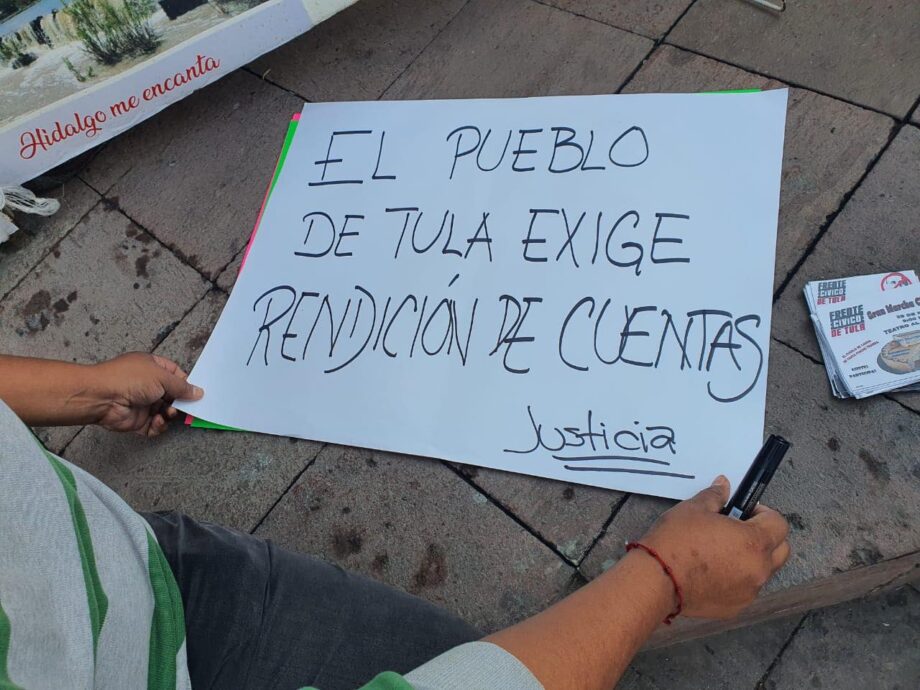 Hidalgo me encanta
EL PUEBLO
DE TULA EXIGE
RENDICIÓN DE CUENTAS
Justicia
FRENTE
CÍVICO
DE TULA
FRENTE
CÍVICO
DE TULA
Gran Marcha